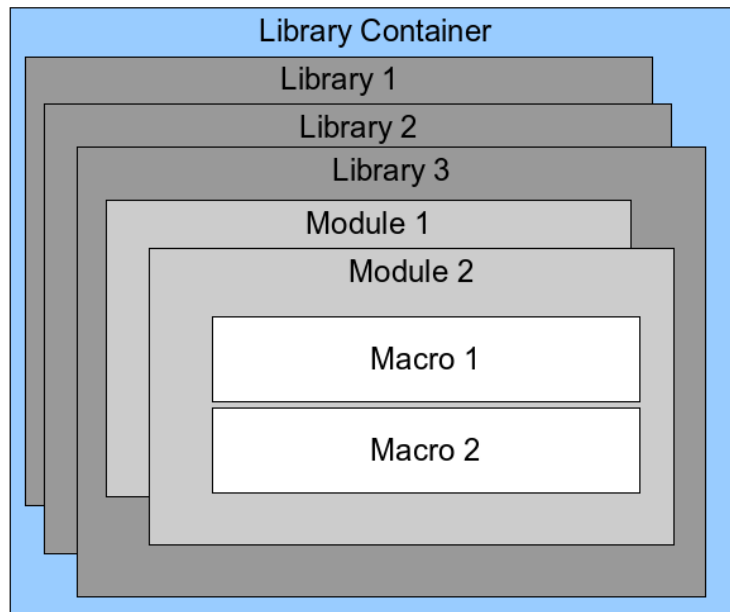 Library Container
Library 1
Library 2
Library 3
Module 1
Module 2
Macro 1
Macro 2